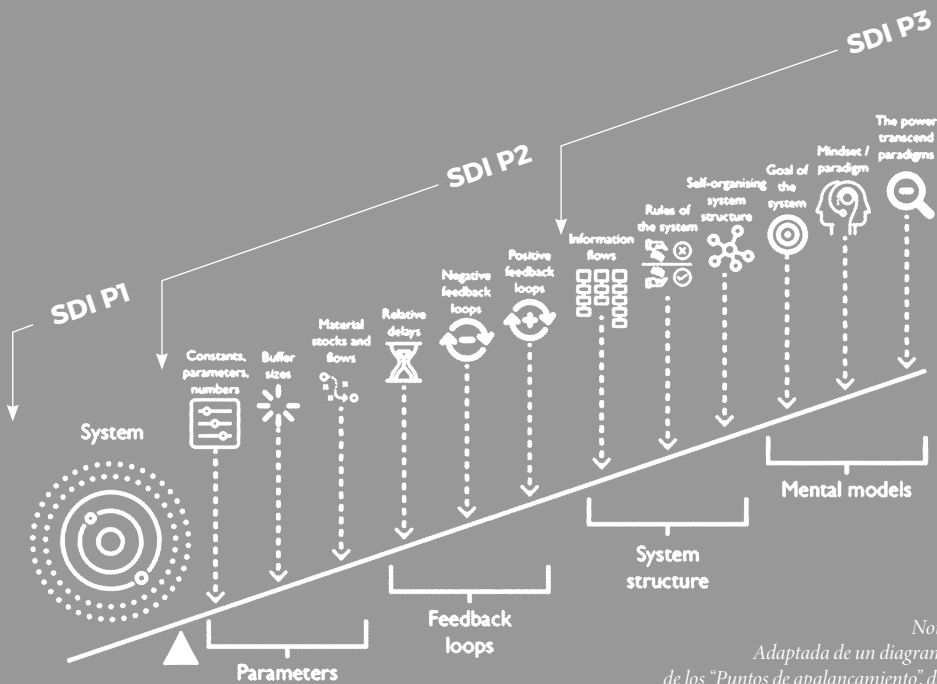 SDI P3
SDI P2
SDI P1
The power
transcend
paradigms
Mindset /
paradigm
Goal of
the
system
Self-organising
system
structure
Rules of
the system
Information
flows
Positive
feedback
loops
Negative
feedback
loops
Relative
delays
Material
stocks and
flows
Buffer
sizes
Constants,
parameters,
numbers
System
Mental models
System
structure
Feedback
loops
Parameters
Adaptada de un
de los “Puntos de apalancamiento”,